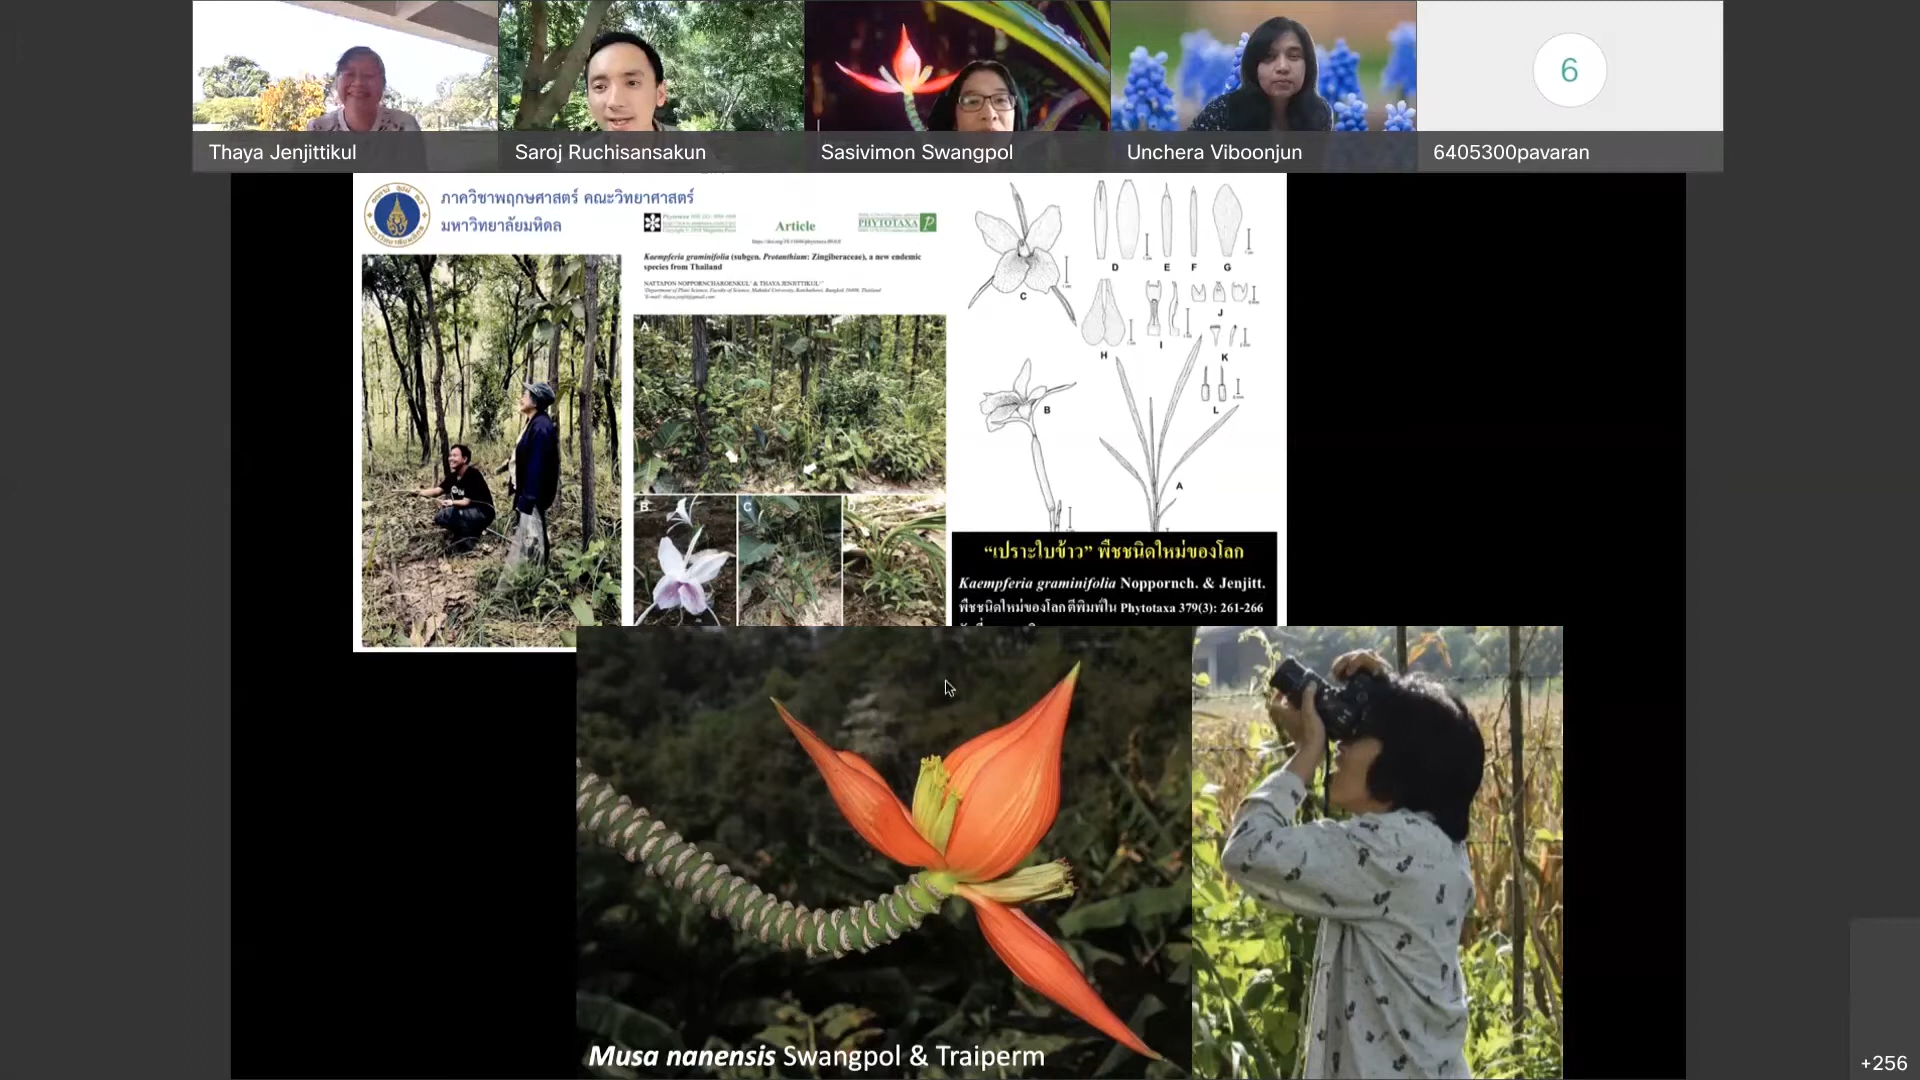 6
Thaya Jenjittikul
Saroj Ruchisansakun
Sasivimon Swangpol
Unchera Viboonjun
6405300pavaran
ภาควิชาพฤกษศาสตร์ คณะวิทยาศาสตร์
มหาวิทยาลัยมหิดล
Article
PHYTOTAXA
Kaempferia graminifolia (subgen. Protanthium: Zingiberaceae), a new endemic
species from Thailand
NATTAPON NOPPORNCHAROENKUL & THAYA JENJITTIKUL
A
B
C
D
C
D
E
F
G
H
I
J
K
L
B
A
“เปราะใบข้าว” พืชชนิดใหม่ของโลก
Kaempferia graminifolia Noppornch. & Jenjitt.
พืชชนิดใหม่ของโลก ตีพิมพ์ใน Phytotaxa 379(3): 261-266
Musa nanensis Swangpol & Traiperm
+256